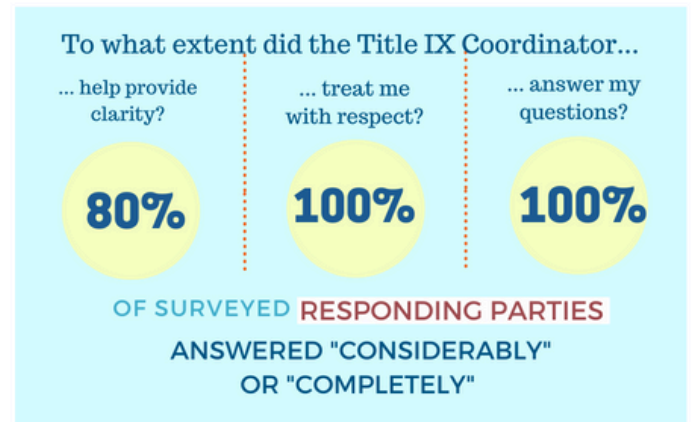 To what extent did the Title IX Coordinator...
... help provide
clarity?
80%
... treat me
with respect?
100%
... answer my
questions?
100%
OF SURVEYED RESPONDING PARTIES
ANSWERED "CONSIDERABLY"
OR "COMPLETELY"